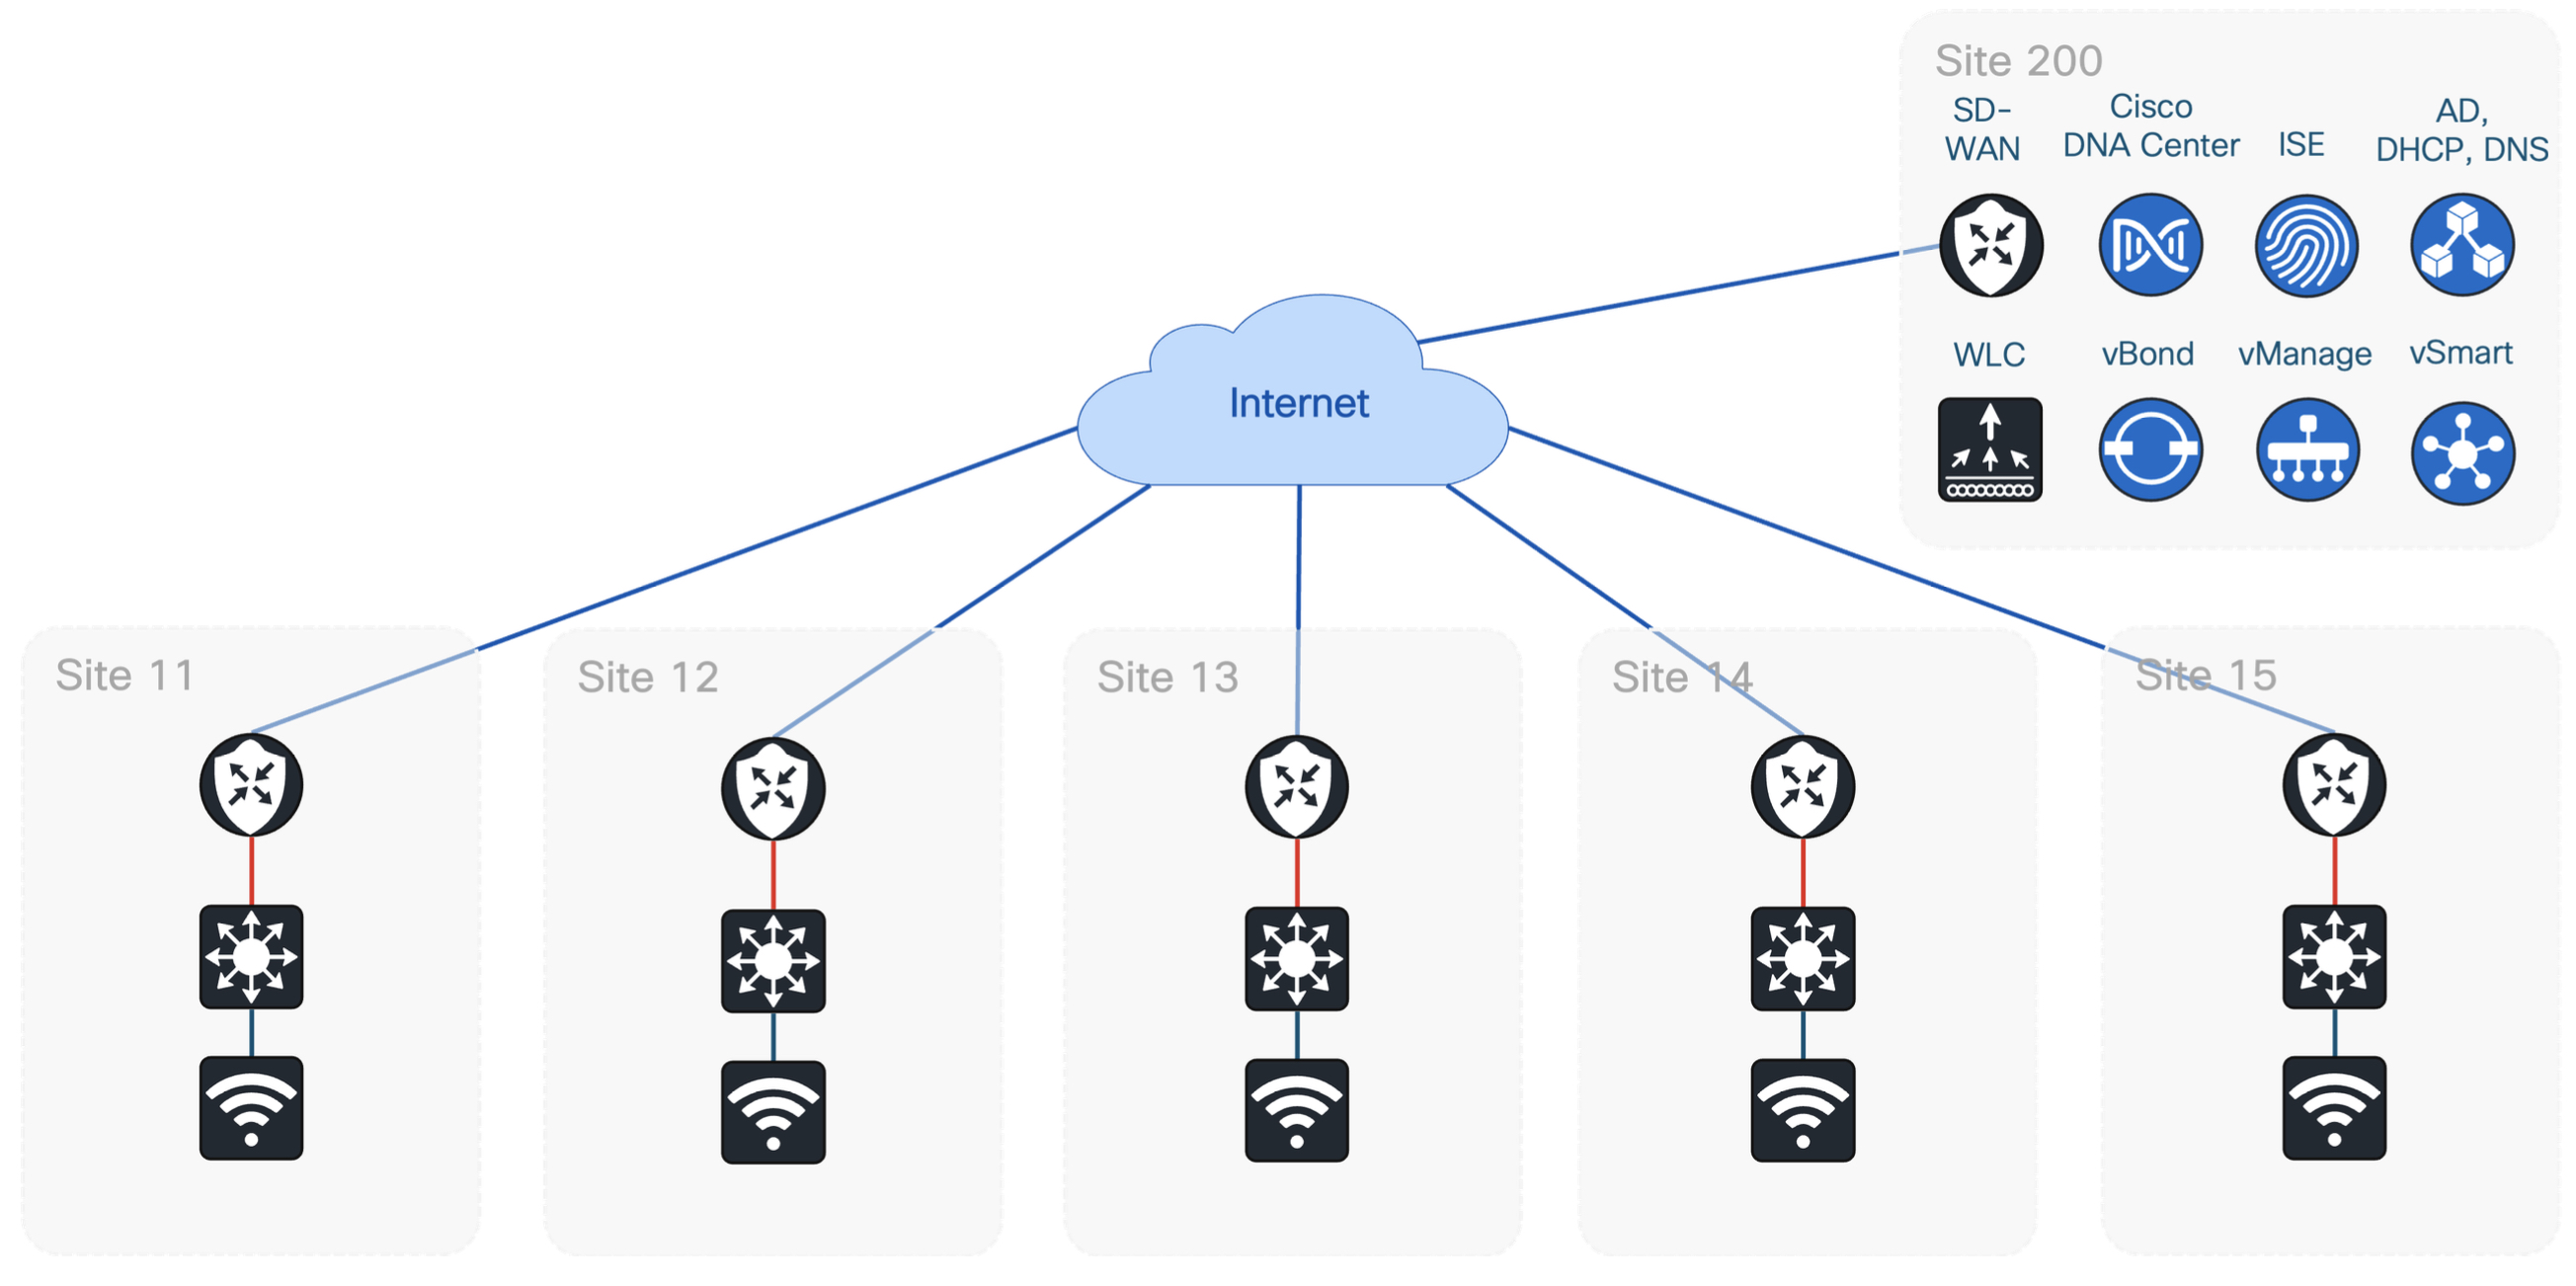 Site 200
SD-
WAN
Cisco
DNA Center
ISE
AD,
DHCP, DNS
WLC
vBond
vManage
vSmart
Internet
Site 11
Site 12
Site 13
Site 14
Site 15